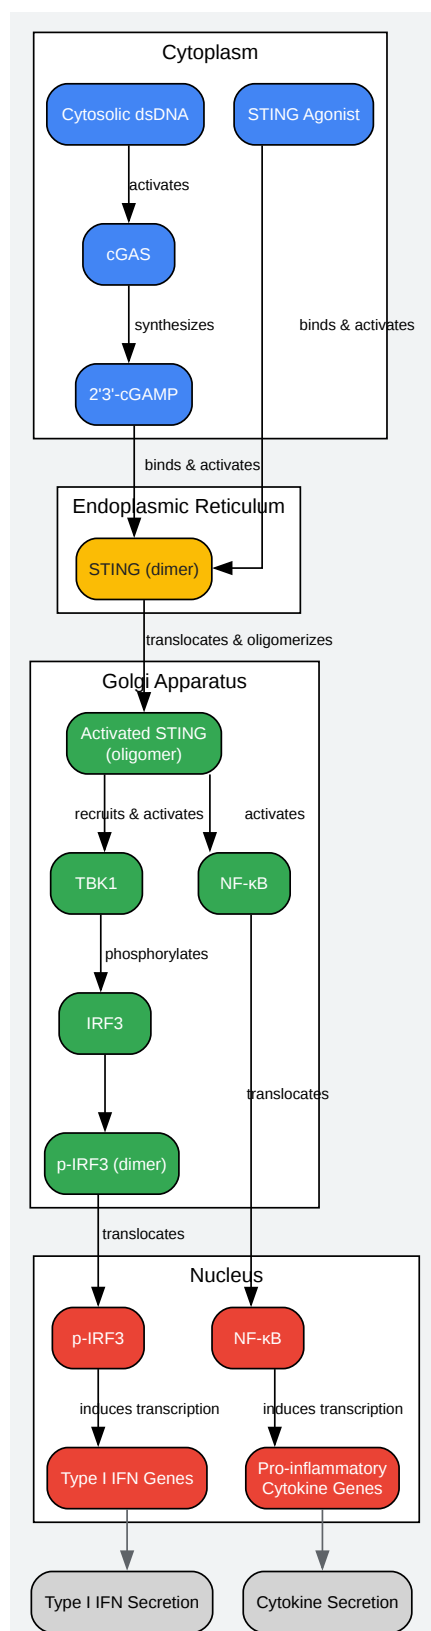 Cytoplasm
Cytosolic dsDNA
STING Agonist
activates
cGAS
synthesizes
binds & activates
2'3'-cGAMP
binds & activates
Endoplasmic Reticulum
STING (dimer)
translocates & oligomerizes
Golgi Apparatus
Activated STING
(oligomer)
recruits & activates
activates
TBK1
NF-κB
phosphorylates
IRF3
translocates
p-IRF3 (dimer)
translocates
Nucleus
p-IRF3
NF-κB
induces transcription
induces transcription
Type I IFN Genes
Pro-inflammatory
Cytokine Genes
Type I IFN Secretion
Cytokine Secretion